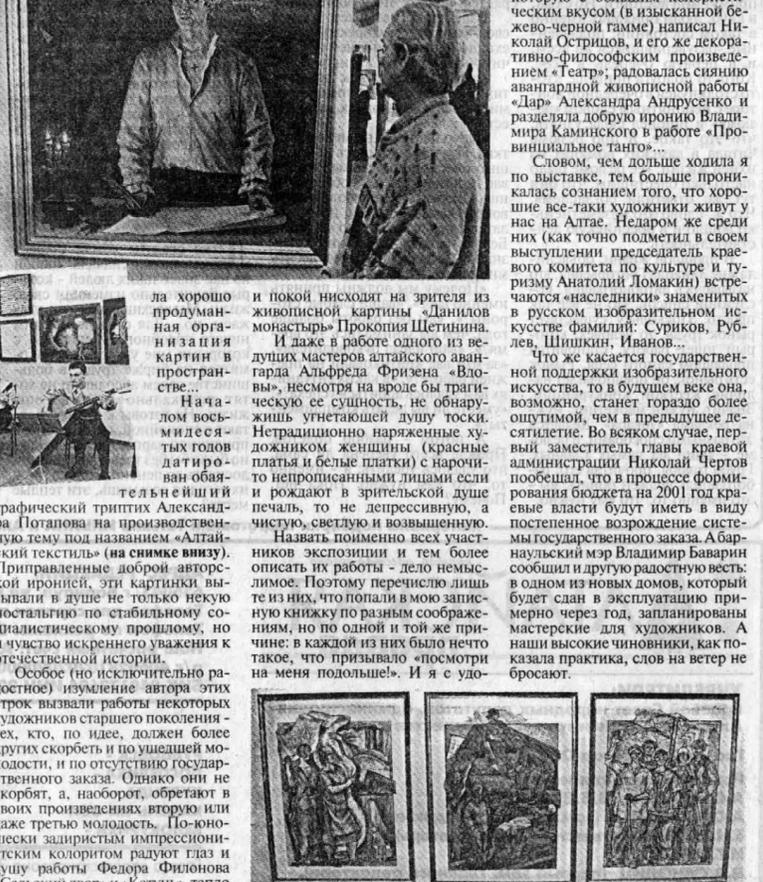 ла хорошо
продуман-
ная орга-
низация
картин в
простран-
стве...
Нача-
лом вось-
мидеся-
тых годов
датиро-
ван обая-
тельнейший
графический триптих Александ-
ра Потапова на производствен-
ную тему под названием «Алтай-
ский текстиль» (на снимке внизу).
Приправленные доброй авторс-
кой иронией, эти картинки вы-
зывали в душе не только некую
ностальгию по стабильному со-
циалистическому прошлому, но
и чувство искреннего уважения к
отечественной истории.
Особое (но исключительно ра-
достное) изумление автора этих
строк вызвали работы некоторых
художников старшего поколения -
тех, кто, по идее, должен более
других скорбеть и по ушедшей мо-
лодости, и по отсутствию государ-
ственного заказа. Однако они не
скорбят, а, наоборот, обретают в
своих произведениях вторую или
даже третью молодость. По-юно-
шески задиристым импрессиони-
стским колоритом радуют глаз и
душу работы Федора Филонова
и покой нисходят на зрителя из
живописной картины «Данилов
монастырь» Прокопия Щетинина.
И даже в работе одного из ве-
дущих мастеров алтайского аван-
гарда Альфреда Фризена «Вдо-
вы», несмотря на вроде бы траги-
ческую ее сущность, не обнару-
жишь угнетающей душу тоски.
Нетрадиционно наряженные ху-
дожником женщины (красные
платья и белые платки) с нарочи-
то непрописанными лицами если
и рождают в зрительской душе
печаль, то не депрессивную, а
чистую, светлую и возвышенную.
Назвать поименно всех участ-
ников экспозиции и тем более
описать их работы - дело немыс-
лимое. Поэтому перечислю лишь
те из них, что попали в мою запис-
ную книжку по разным соображе-
ниям, но по одной и той же при-
чине: в каждой из них было нечто
такое, что призывало «посмотри
на меня подольше!». И я с удо-
ческим вкусом (в изысканной бе-
жево-черной гамме) написал Ни-
колай Острицов, и его же декора-
тивно-философским произведе-
нием «Театр»; радовалась сиянию
авангардной живописной работы
«Дар» Александра Андрусенко и
разделяла добрую иронию Влади-
мира Каминского в работе «Про-
винциальное танго»...
Словом, чем дольше ходила я
по выставке, тем больше прони-
калась сознанием того, что хоро-
шие все-таки художники живут у
нас на Алтае. Недаром же среди
них (как точно подметил в своем
выступлении председатель крае-
вого комитета по культуре и ту-
ризму Анатолий Ломакин) встре-
чаются «наследники» знаменитых
в русском изобразительном ис-
кусстве фамилий: Суриков, Руб-
лев, Шишкин, Иванов...
Что же касается государствен-
ной поддержки изобразительного
искусства, то в будущем веке она,
возможно, станет гораздо более
ощутимой, чем в предыдущее де-
сятилетие. Во всяком случае, пер-
вый заместитель главы краевой
администрации Николай Чертов
пообещал, что в процессе форми-
рования бюджета на 2001 год кра-
евые власти будут иметь в виду
постепенное возрождение систе-
мы государственного заказа. А бар-
наульский мэр Владимир Баварин
сообщил и другую радостную весть:
в одном из новых домов, который
будет сдан в эксплуатацию при-
мерно через год, запланированы
мастерские для художников. А
наши высокие чиновники, как по-
казала практика, слов на ветер не
бросают.